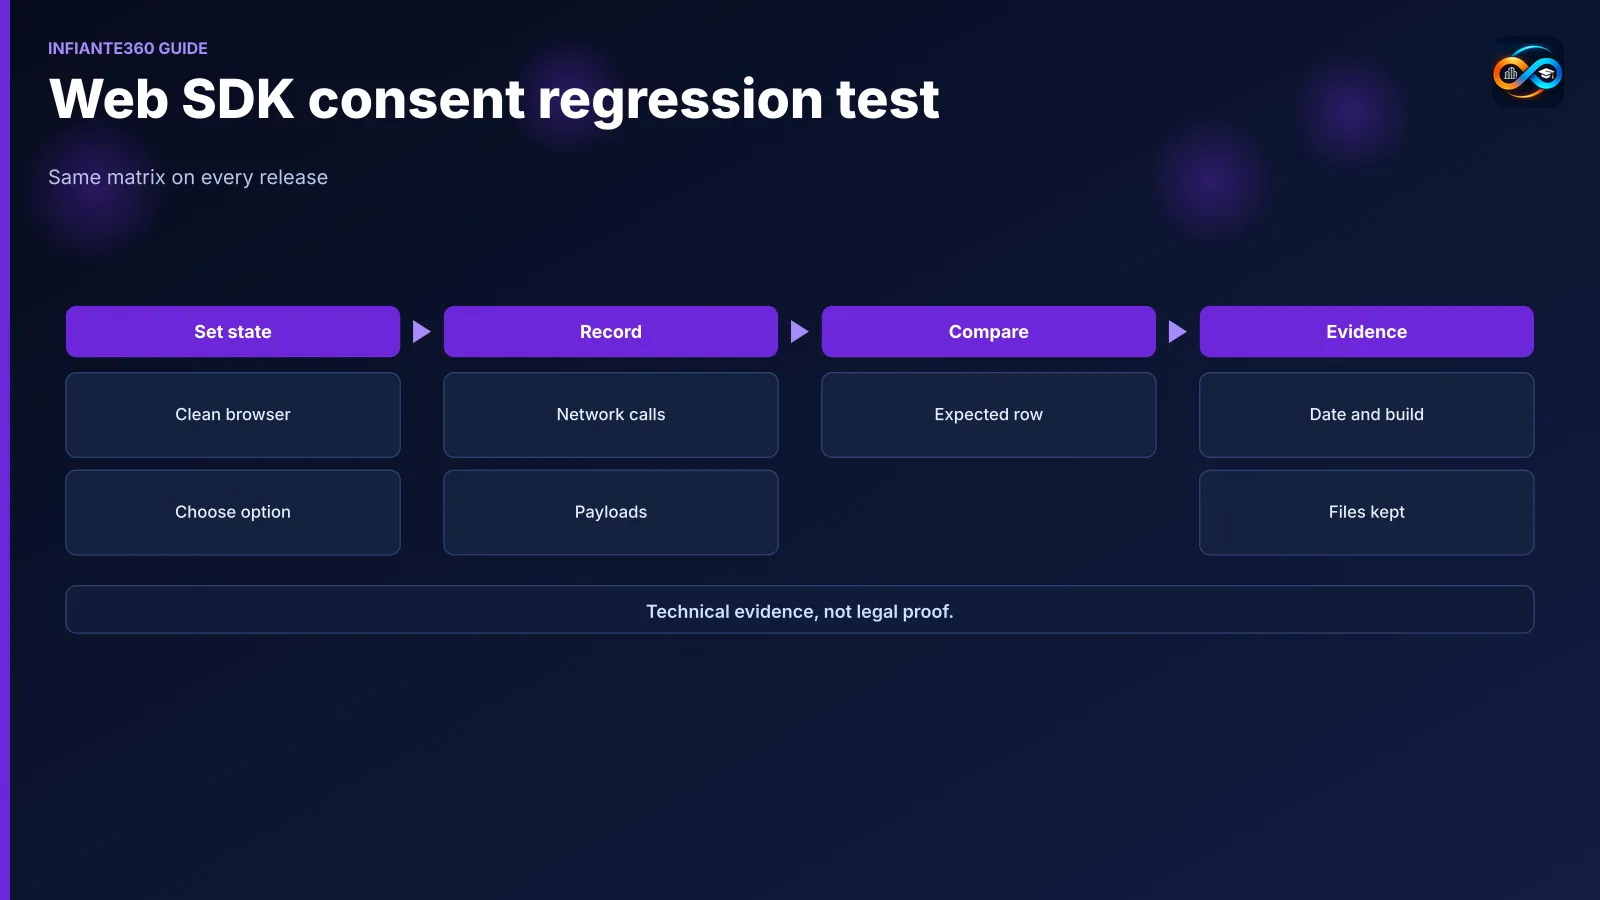 INFIANTE360 GUIDE
Web SDK consent regression test
Same matrix on every release
Set state
Clean browser
Choose option
Record
Network calls
Payloads
Compare
Expected row
Evidence
Date and build
Files kept
Technical evidence, not legal proof.